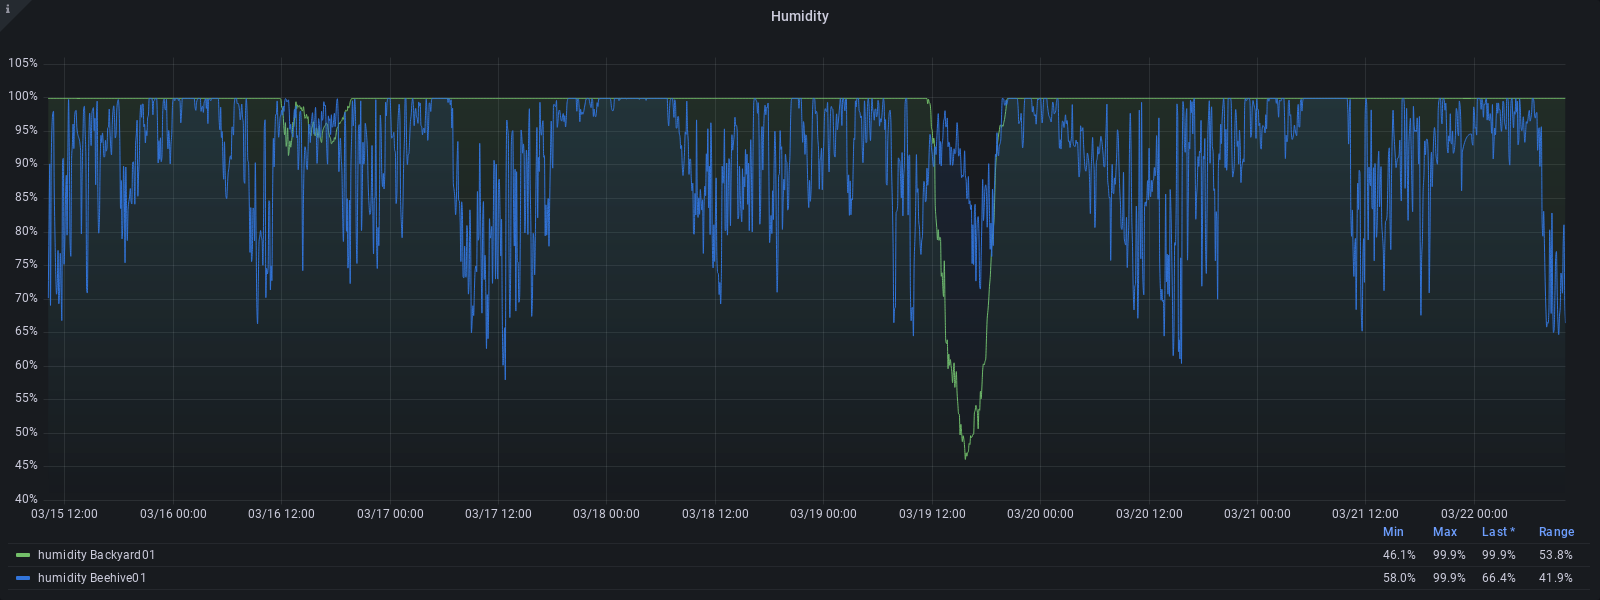 i
Humidity
105%
100%
95%
90%
85%
80%
75%
70%
65%
60%
55%
50%
45%
40%
03/15 12:00 03/16 00:00 03/16 12:00 03/17 00:00 03/17 12:00 03/18 00:00 03/18 12:00 03/19 00:00 03/19 12:00 03/20 00:00 03/20 12:00 03/21 00:00 03/21 12:00 03/22 00:00
Min Max Last * Range
humidity Backyard01 46.1% 99.9% 99.9% 53.8%
humidity Beehive01 58.0% 99.9% 66.4% 41.9%